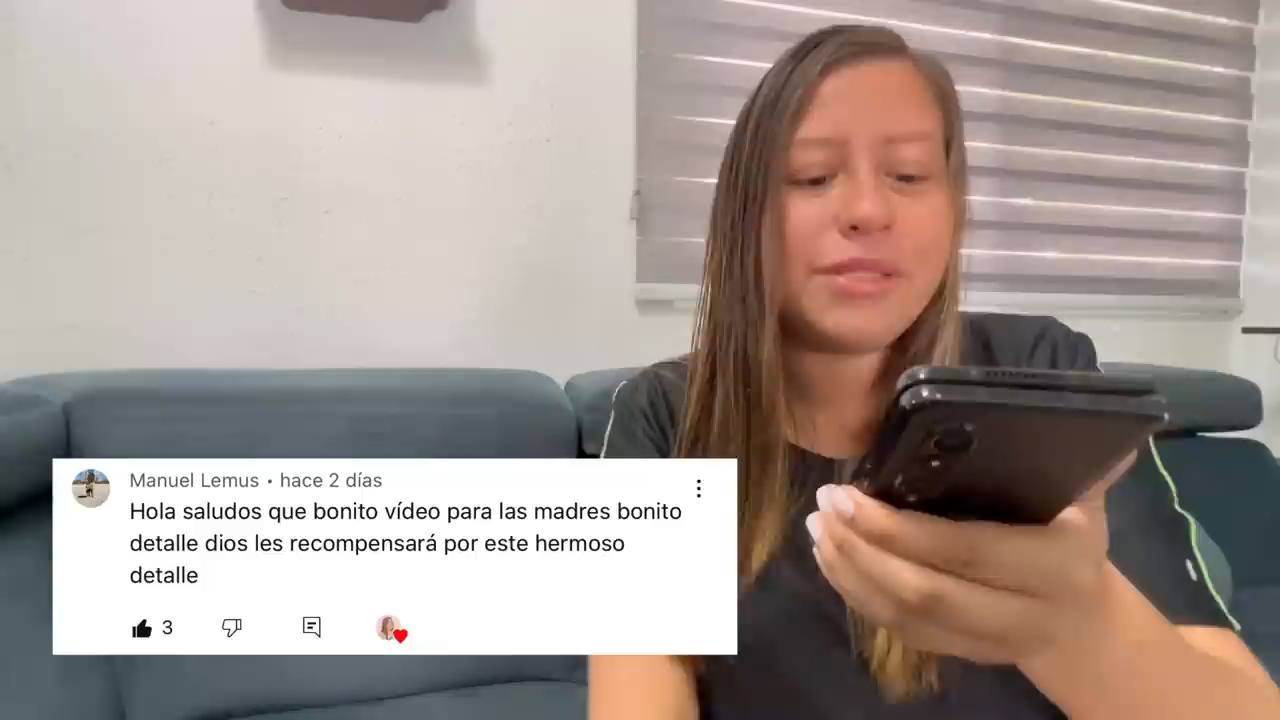 Manuel Lemus • hace 2 días
Hola saludos que bonito vídeo para las madres bonito
detalle dios les recompensará por este hermoso
detalle
3